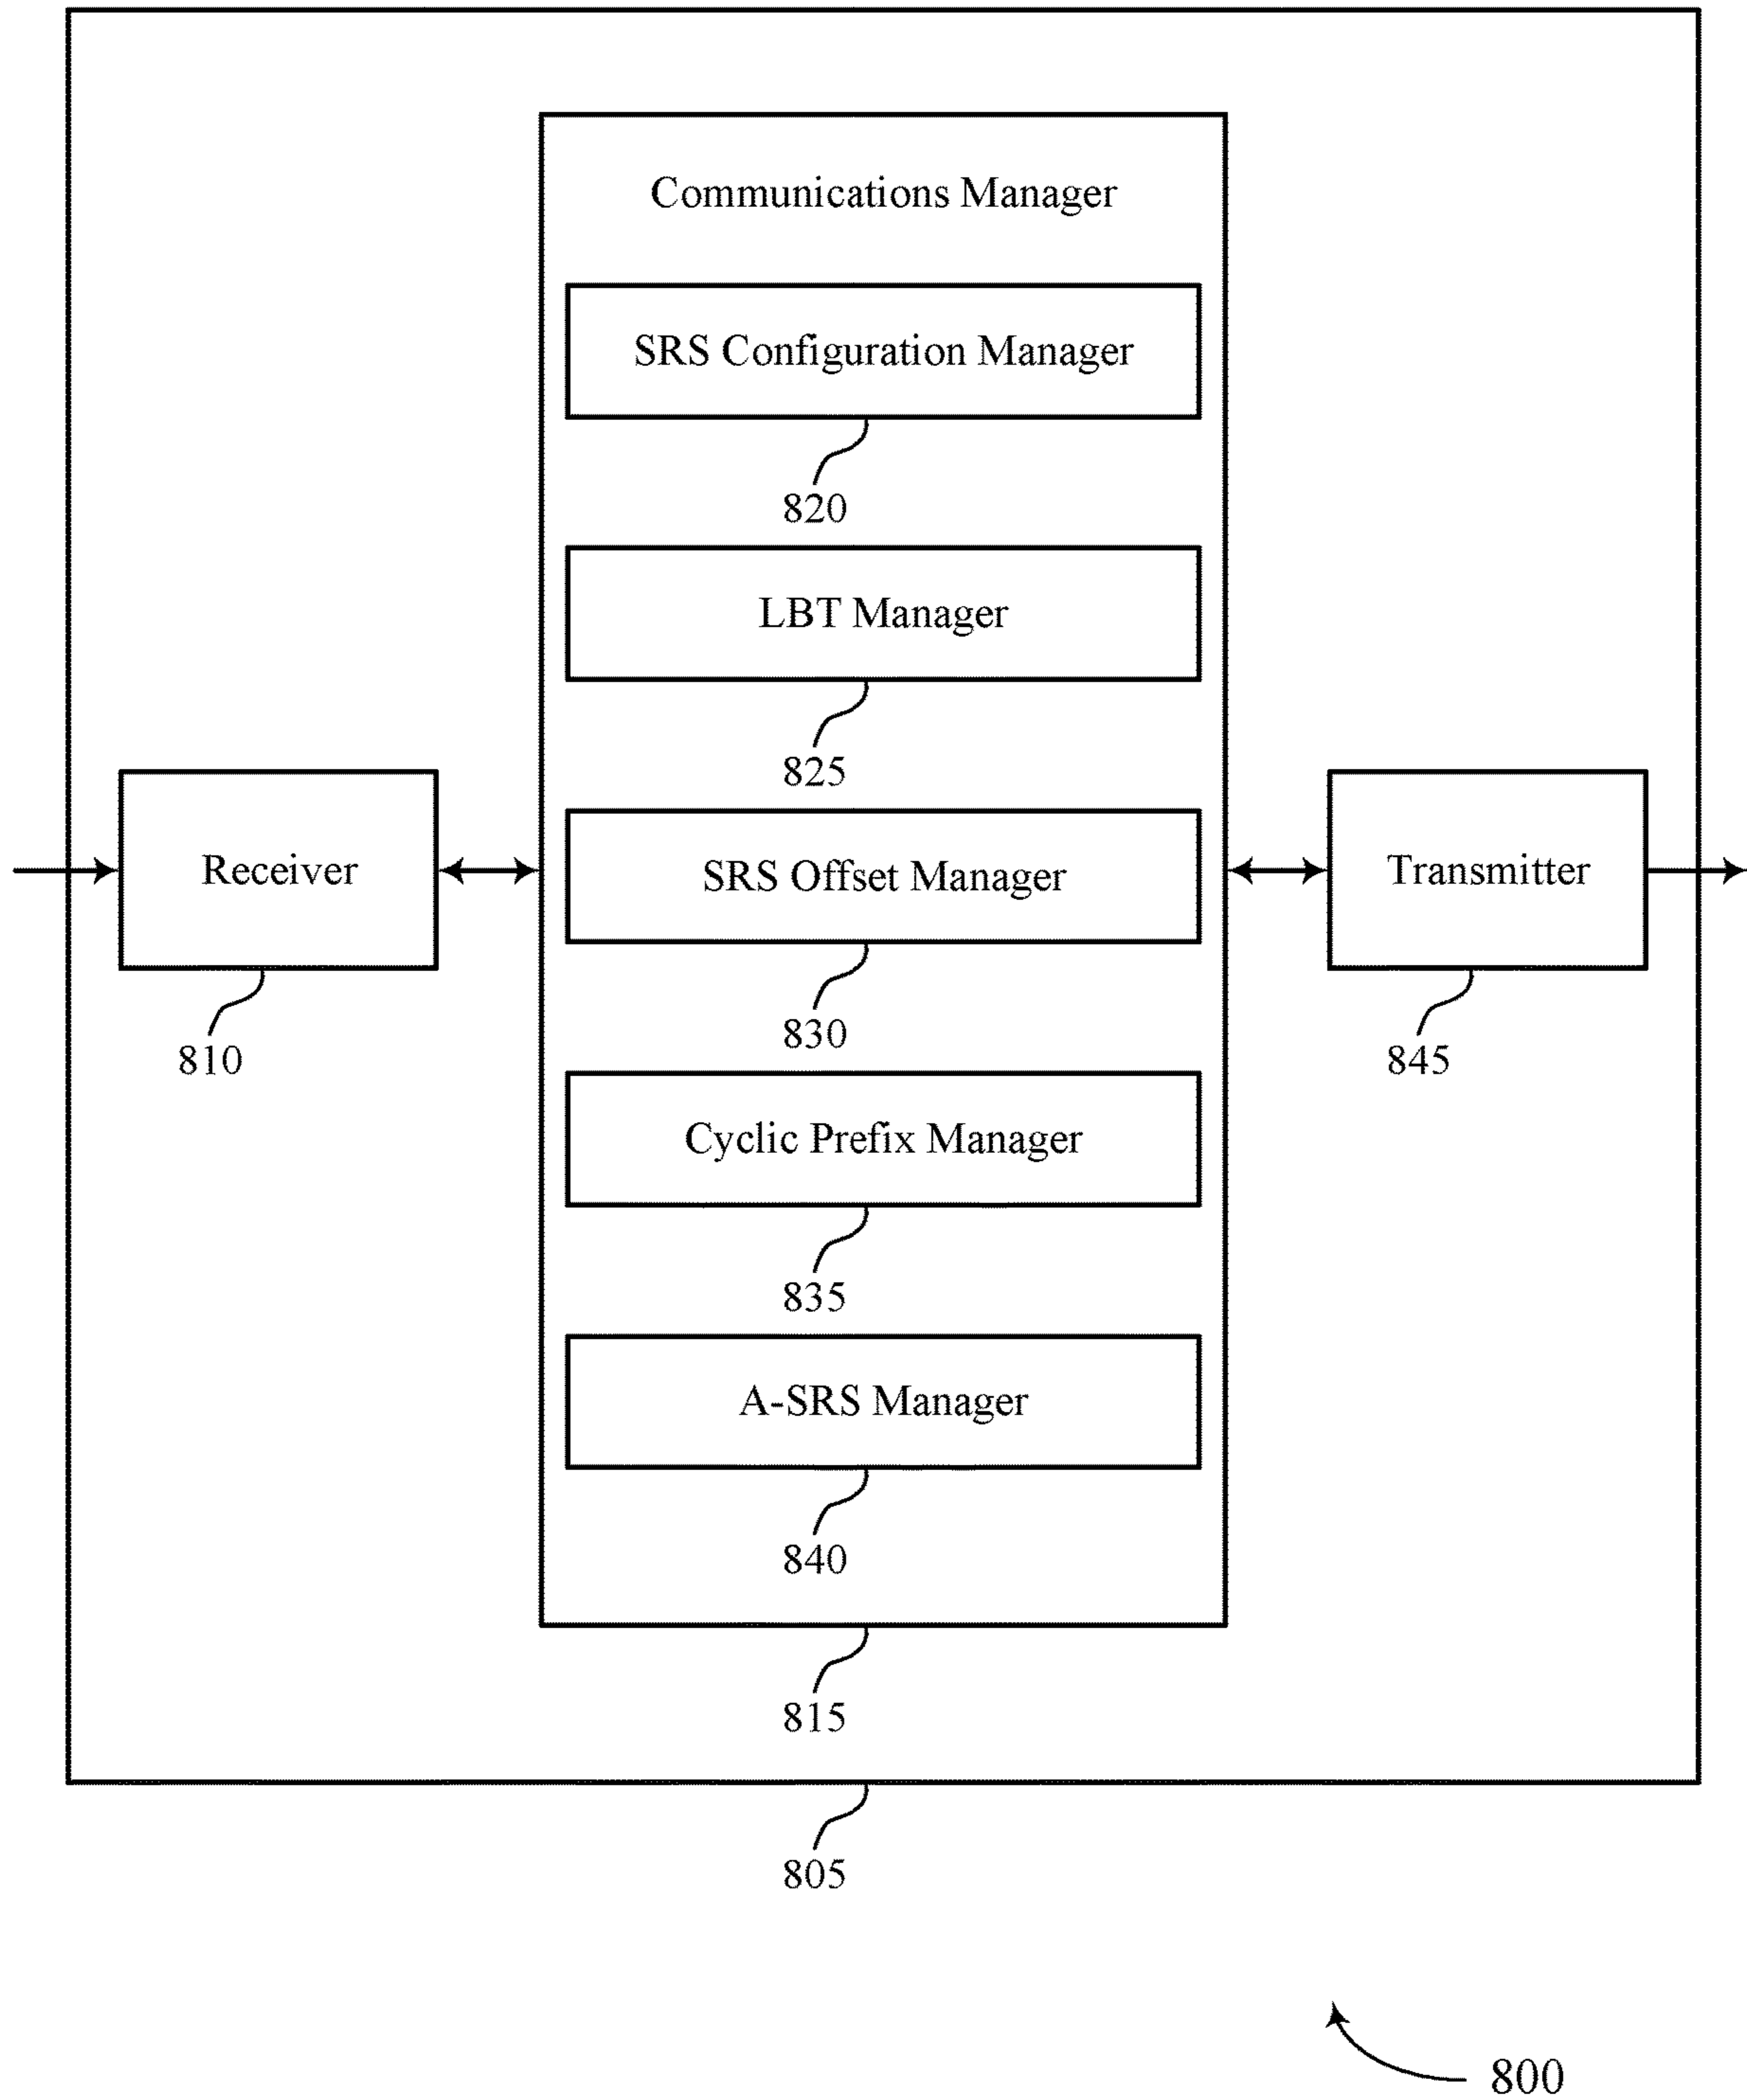 Communications Manager
SRS Configuration Manager
820
LBT Manager
825
Receiver
810
SRS Offset Manager
830
Transmitter
845
Cyclic Prefix Manager
835
A-SRS Manager
840
815
805
800